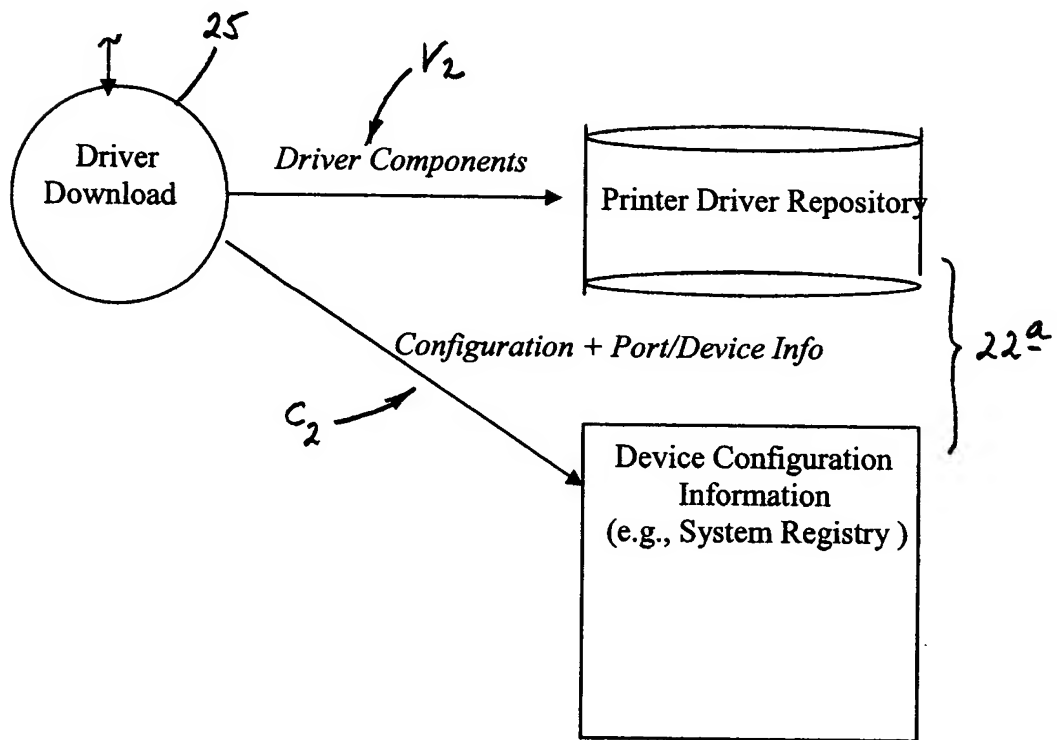 25
V2
Driver
Download
Driver Components
Printer Driver Repository
22a
Configuration + Port/Device Info
C2
Device Configuration
Information
(e.g., System Registry )